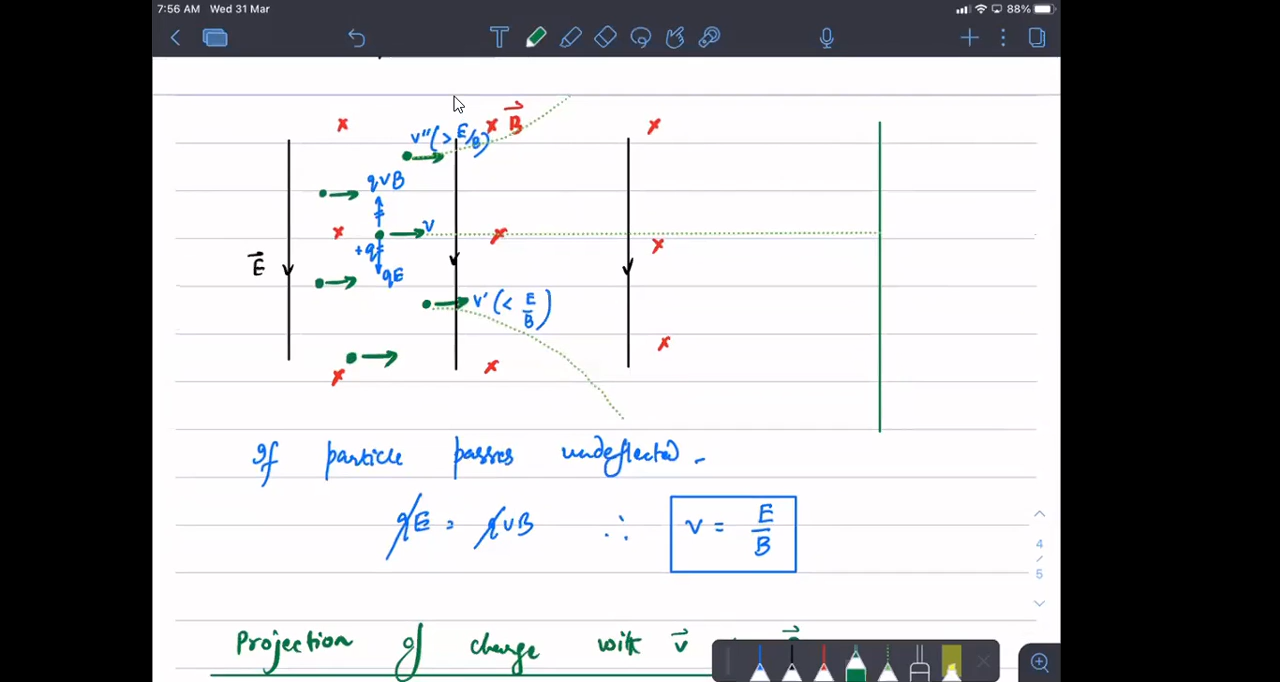 7:56 AM Wed 31 Mar
88%
T
x x B⃗ x
v''(> E/B)
qvB
x v x x
+q
E⃗ qE
v' (< E/B)
x x x
If particle passes undeflected.
qE = qvB ∴ v = E/B
4
/
5
Projection of charge with v⃗